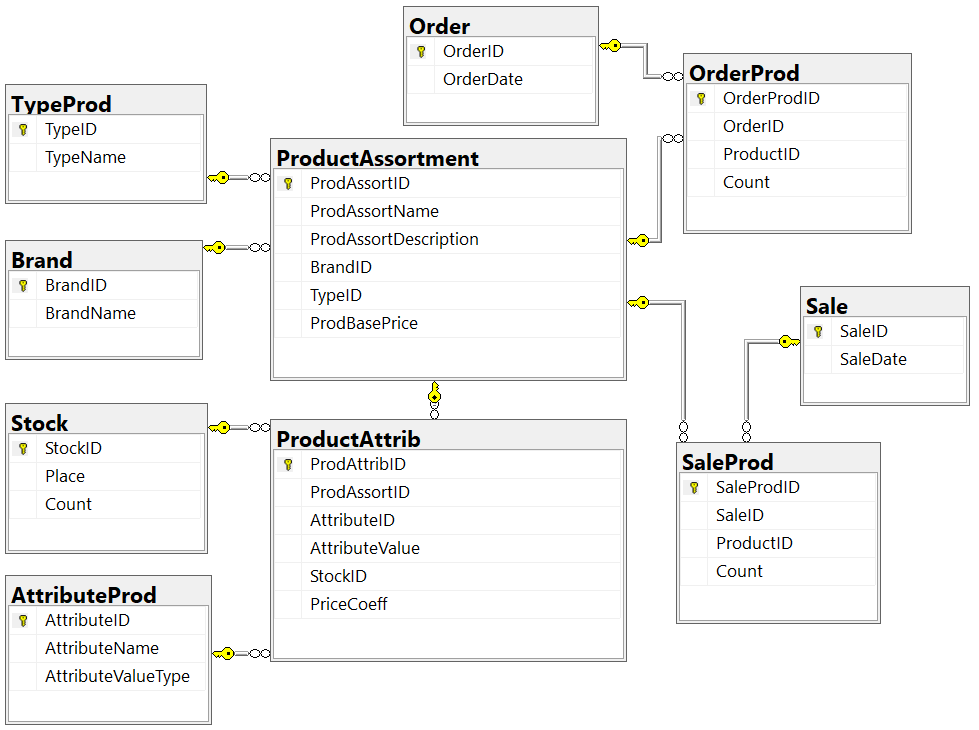 Order
OrderID
OrderDate
OrderProd
OrderProdID
OrderID
ProductID
Count
TypeProd
TypeID
TypeName
ProductAssortment
ProdAssortID
ProdAssortName
ProdAssortDescription
BrandID
TypeID
ProdBasePrice
Brand
BrandID
BrandName
Sale
SaleID
SaleDate
Stock
StockID
Place
Count
ProductAttrib
ProdAttribID
ProdAssortID
AttributeID
AttributeValue
StockID
PriceCoeff
SaleProd
SaleProdID
SaleID
ProductID
Count
AttributeProd
AttributeID
AttributeName
AttributeValueType